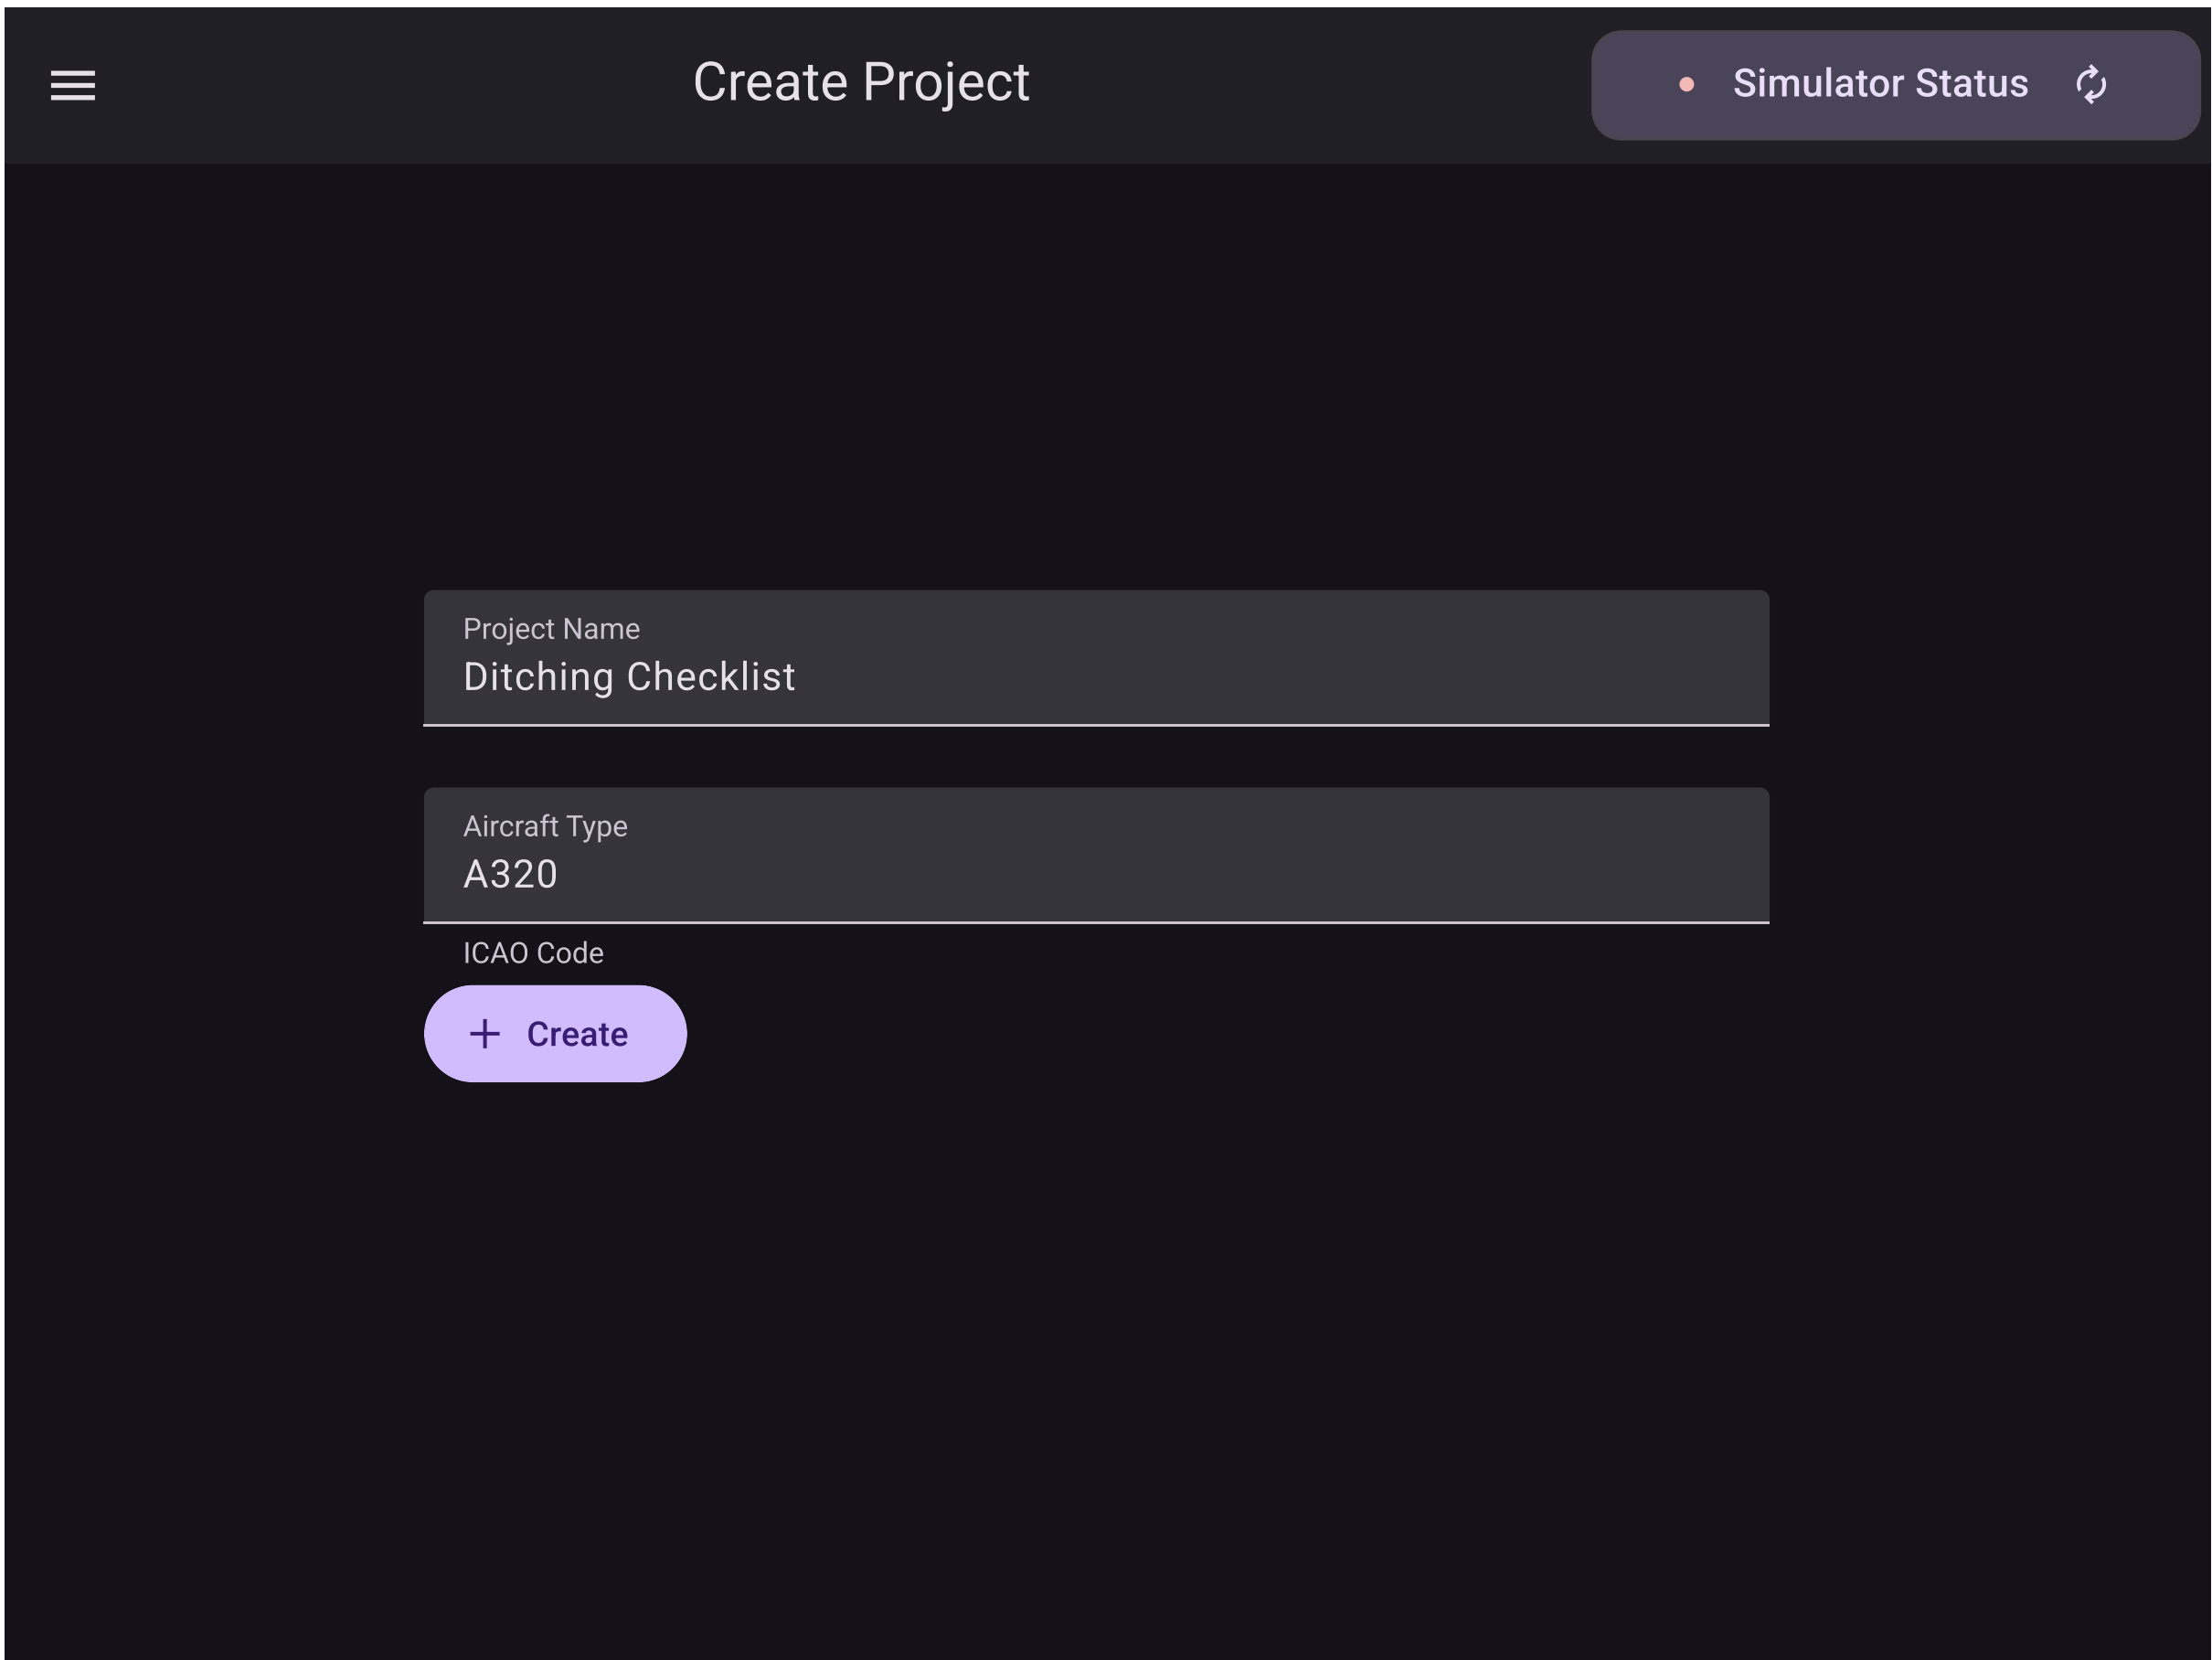 Create Project
Simulator Status
Project Name
Ditching Checklist
Aircraft Type
A320
ICAO Code
Create